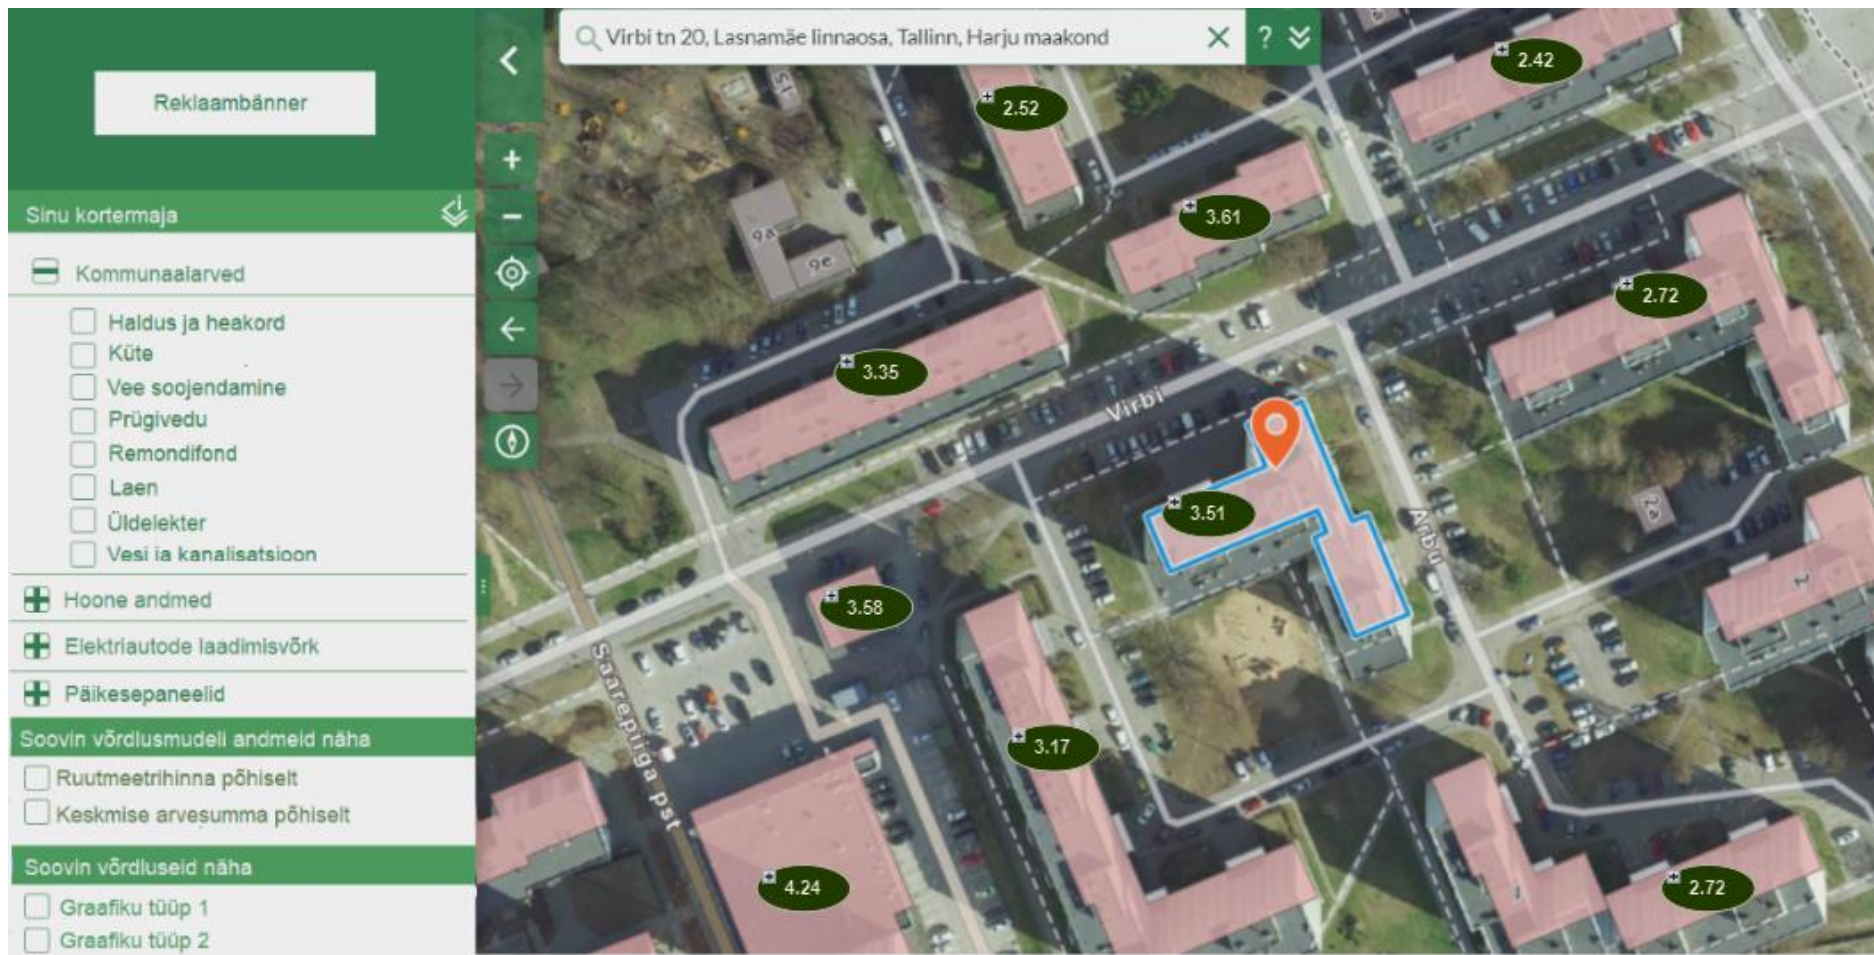 Reklaambänner
Sinu kortermaja
Kommunaalarved
Haldus ja heakord
Küte
Vee soojendamine
Prügivedu
Remondifond
Laen
Üldelekter
Vesi ja kanalisatsioon
Hoone andmed
Elektriautode laadimisvõrk
Päikesepaneelid
Soovin võrdlusmudeli andmeid näha
Ruutmeetrihinna põhiselt
Keskmise arvesumma põhiselt
Soovin võrdluseid näha
Graafiku tüüp 1
Graafiku tüüp 2
Virbi tn 20, Lasnamäe linnaosa, Tallinn, Harju maakond
?
2.42
2.52
15
3.61
9a
9e
2.72
3.35
Virbi
3.51
2a
Arbu
2
3.58
Saarepiiga pst
3.17
4.24
2.72